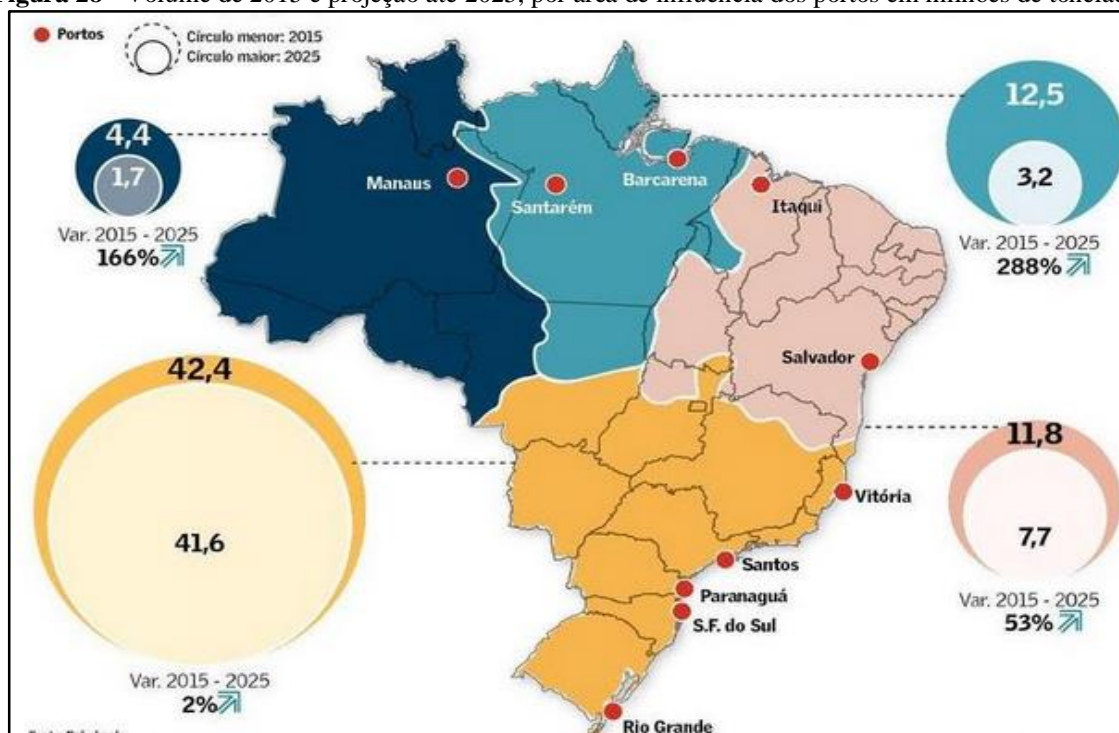 Volume de 2015 e projeção até 2025, por área de influência dos portos em milhões de
Portos
Círculo menor: 2015
Círculo maior: 2025
4,4
1,7
Var. 2015 - 2025
166%
12,5
3,2
Var. 2015 - 2025
288%
Manaus
Santarém
Barcarena
Itaqui
Salvador
42,4
41,6
Var. 2015 - 2025
2%
11,8
7,7
Var. 2015 - 2025
53%
Vitória
Santos
Paranaguá
S.F. do Sul
Rio Grande